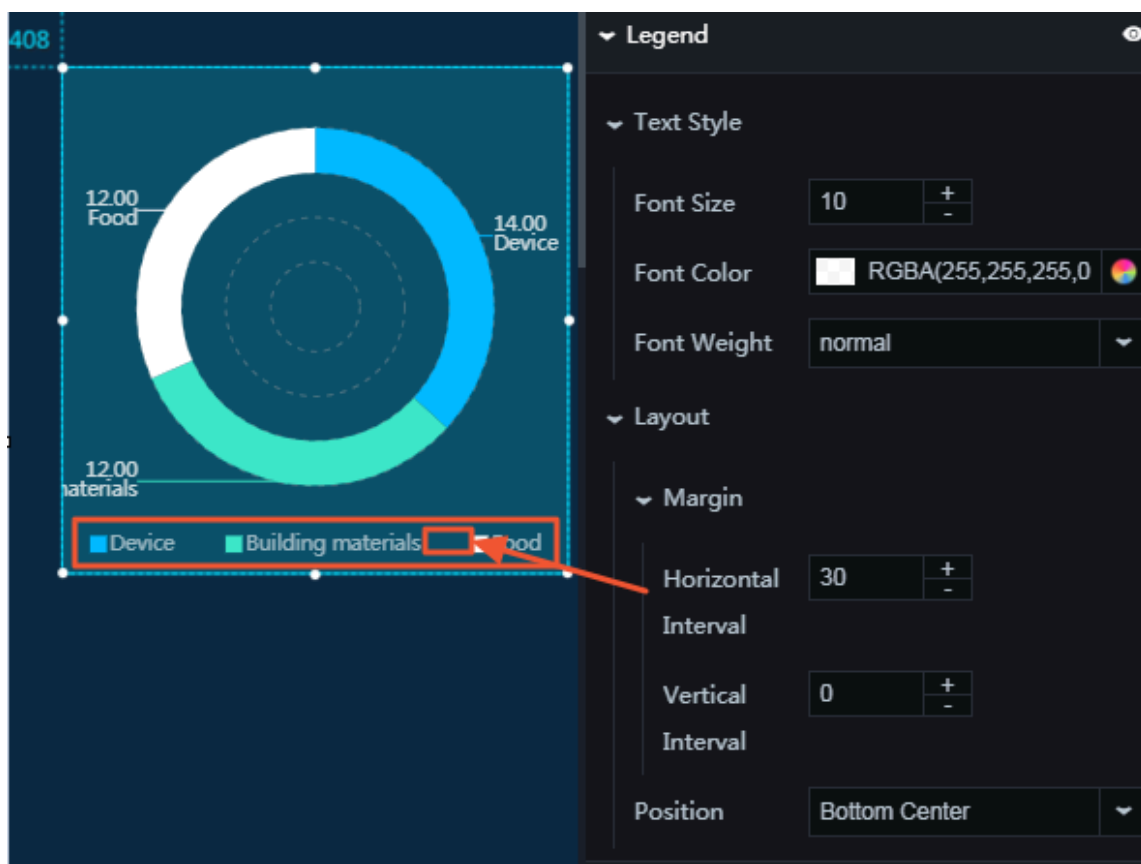 408
12.00
Food
14.00
Device
12.00
materials
Device
Building materials
Legend
Text Style
Font Size
10
+
-
Font Color
RGBA(255,255,255,0
Font Weight
normal
Layout
Margin
Horizontal
Interval
30
+
-
Vertical
Interval
0
+
-
Position
Bottom Center